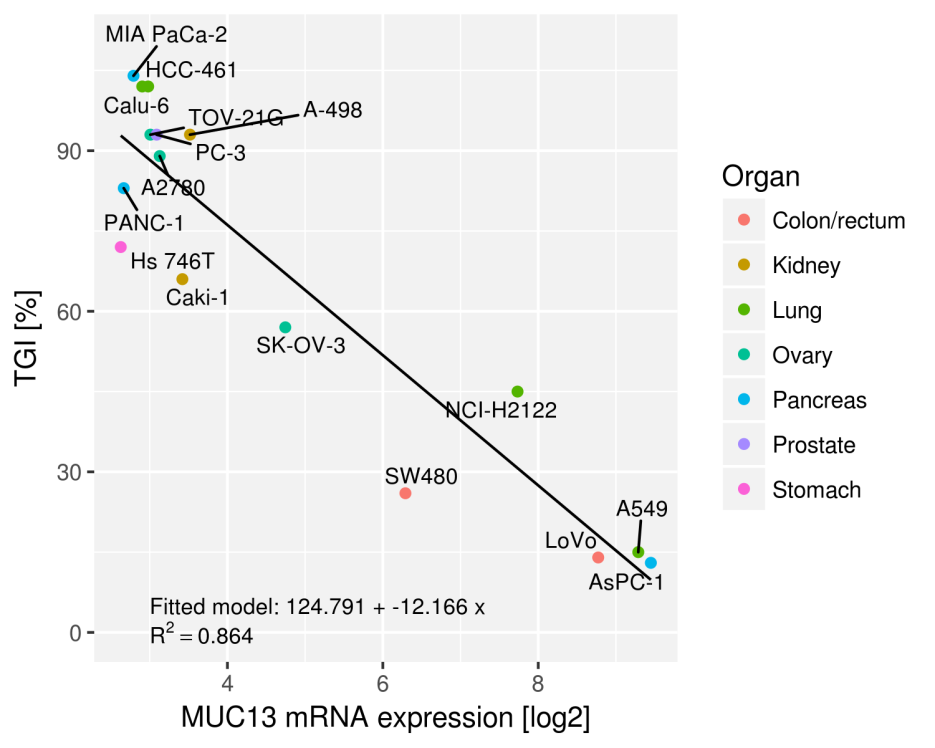 MIA PaCa-2
HCC-461
Calu-6
TOV-21G
A-498
PC-3
A2780
PANC-1
Hs 746T
Caki-1
SK-OV-3
NCI-H2122
SW480
A549
LoVo
AsPC-1
Fitted model: 124.791 + -12.166 x
R² = 0.864
90
60
30
0
TGI [%]
4 6 8
MUC13 mRNA expression [log2]
Organ
Colon/rectum
Kidney
Lung
Ovary
Pancreas
Prostate
Stomach